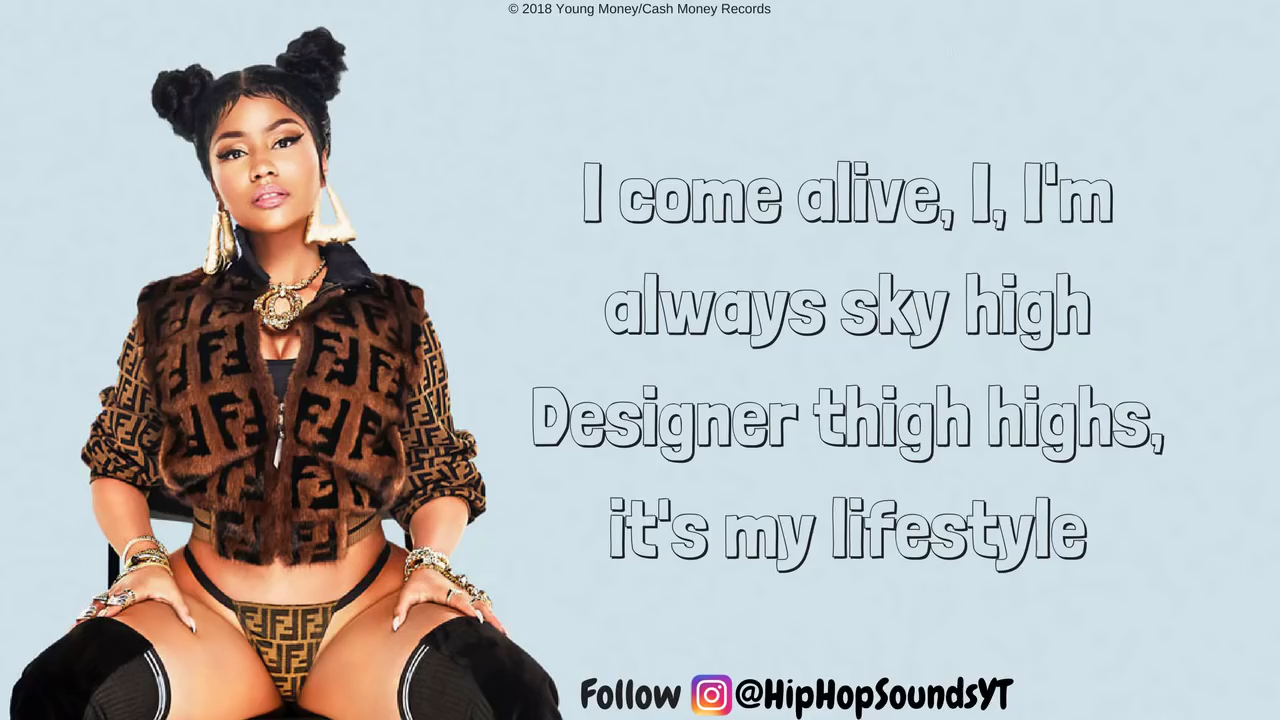 © 2018 Young Money/Cash Money Records
I come alive, I, I'm
always sky high
Designer thigh highs,
it's my lifestyle
Follow @HipHopSoundsYT